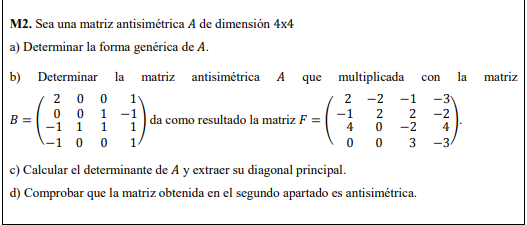 M2. Sea una matriz antisimétrica A de dimensión 4x4
a) Determinar la forma genérica de A.
b) Determinar la matriz antisimétrica A que multiplicada con la matriz
B = ( 2 0 0 1
0 0 1 −1
−1 1 1 1
−1 0 0 1 ) da como resultado la matriz F = ( 2 −2 −1 −3
−1 2 2 −2
4 0 −2 4
0 0 3 −3 ).
c) Calcular el determinante de A y extraer su diagonal principal.
d) Comprobar que la matriz obtenida en el segundo apartado es antisimétrica.